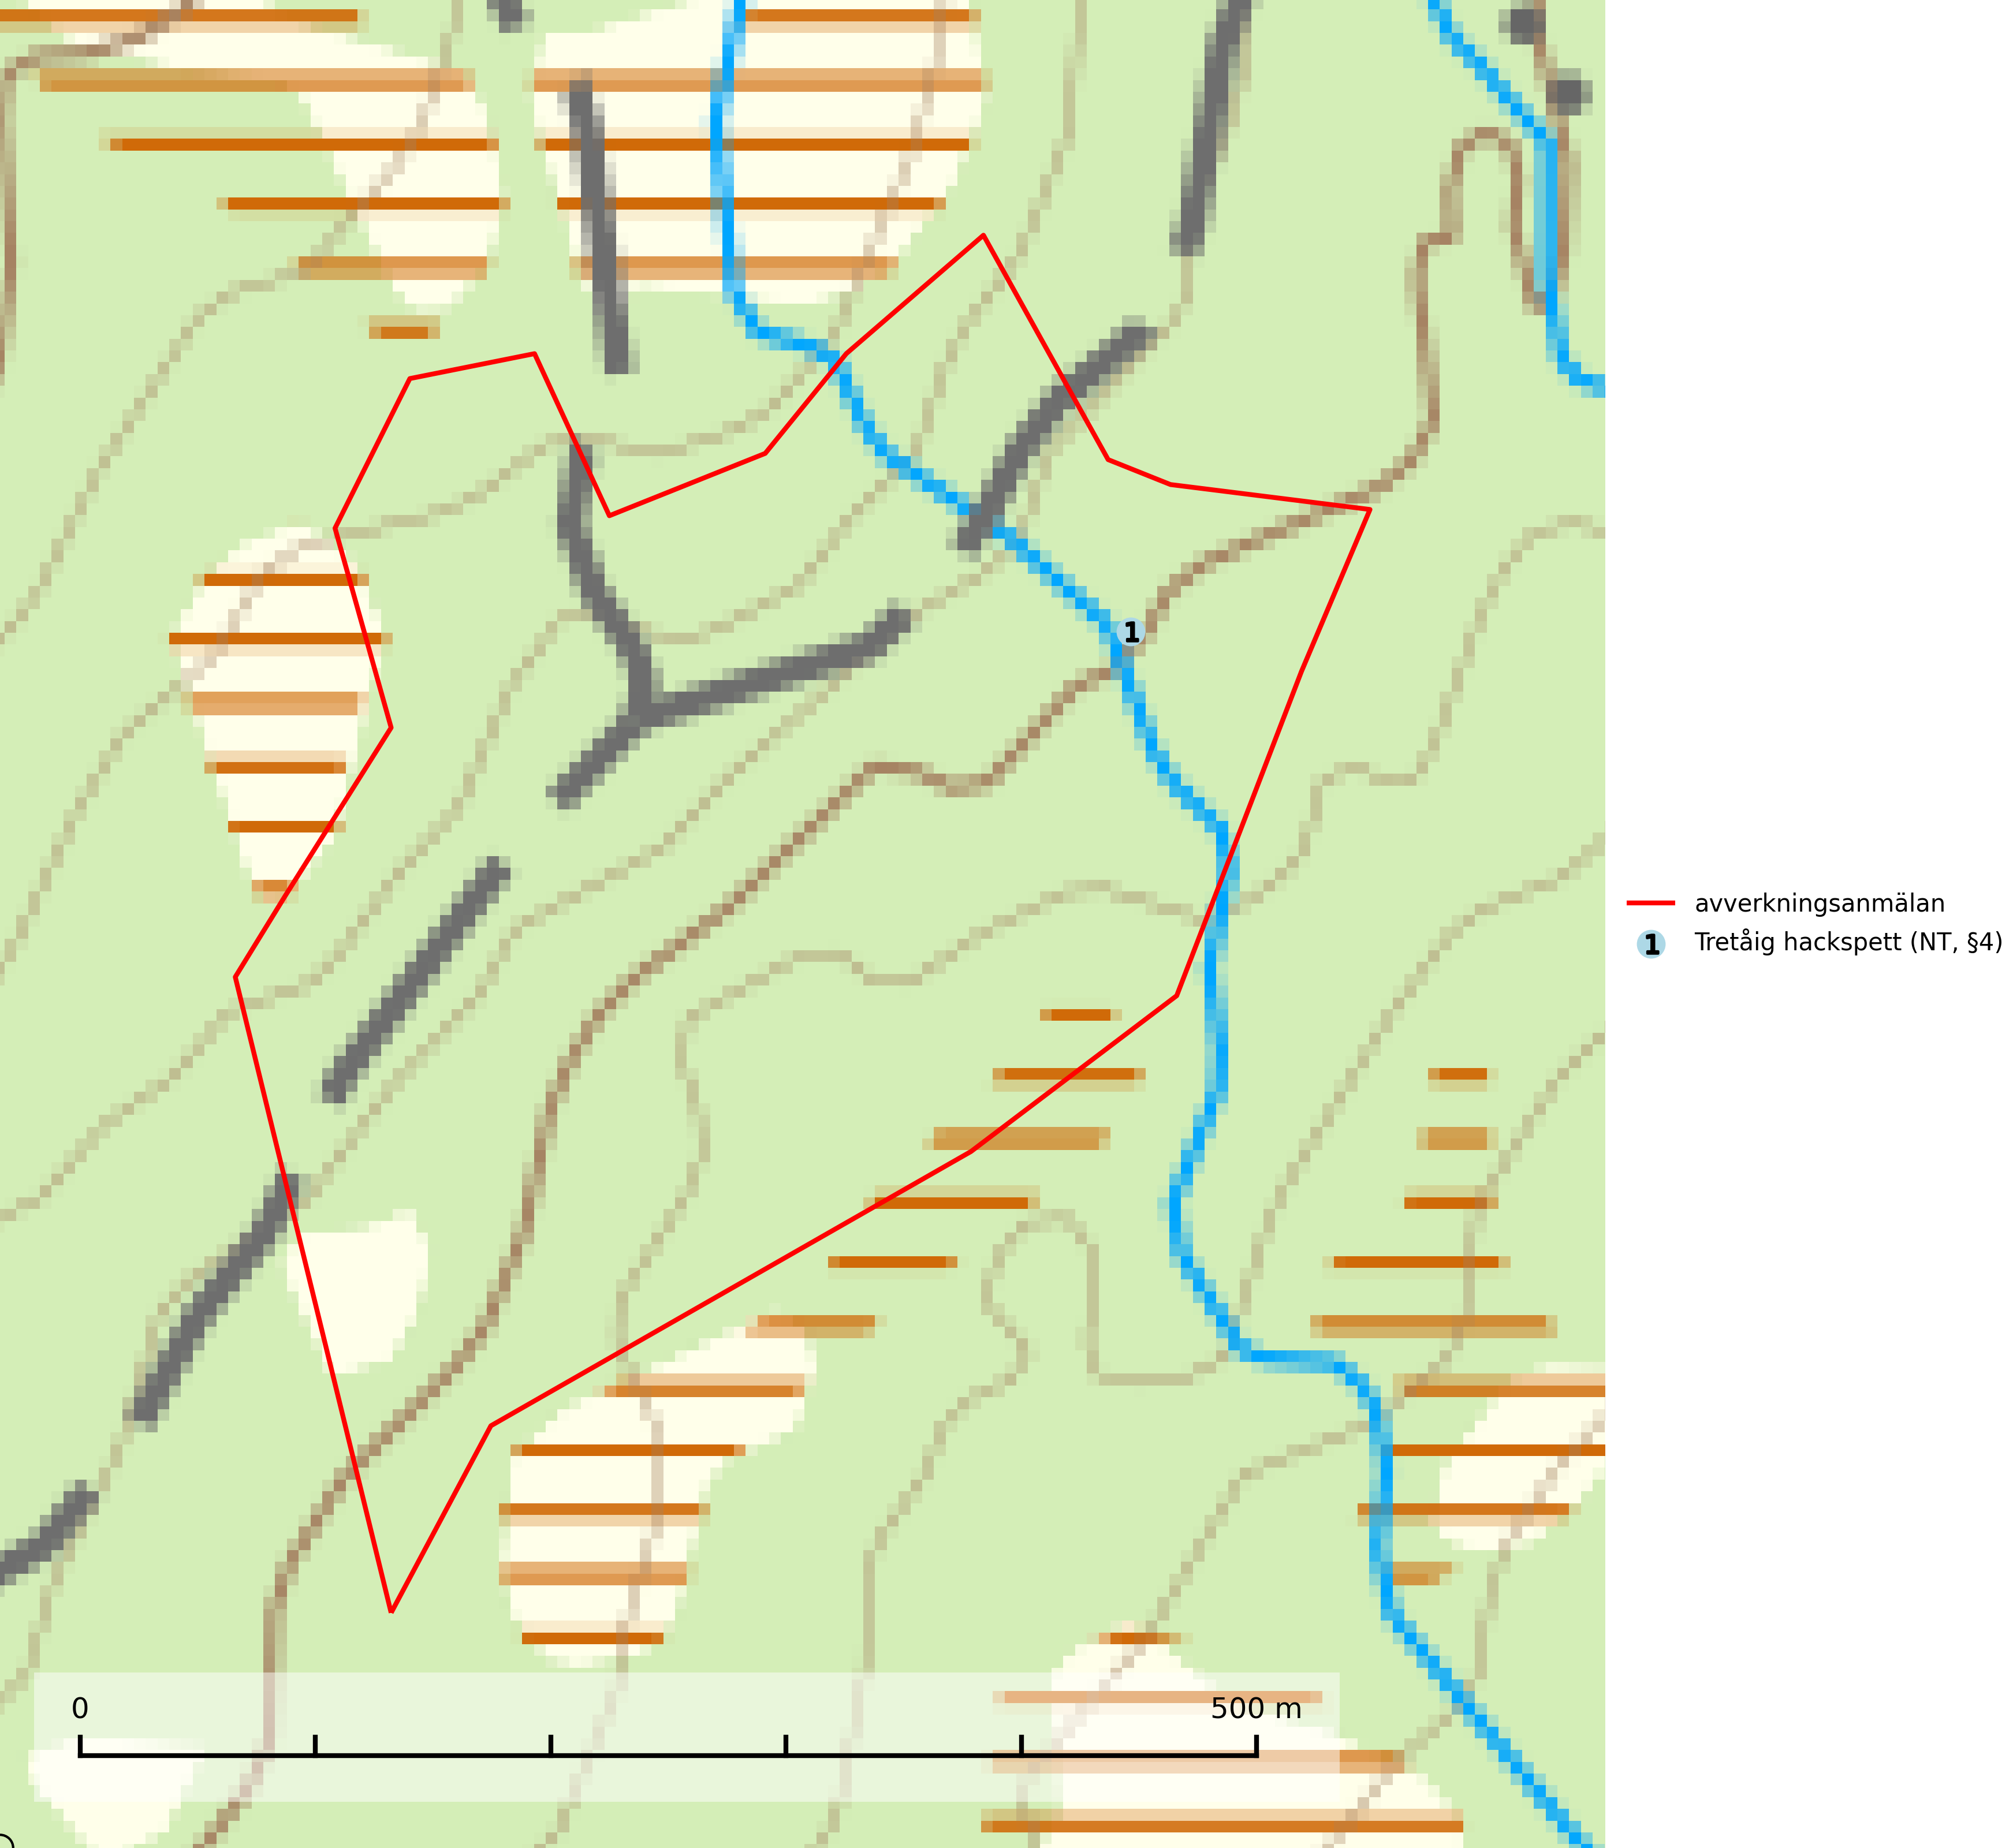 1
avverkningsanmälan
1 Tretåig hackspett (NT, §4)
0 500 m